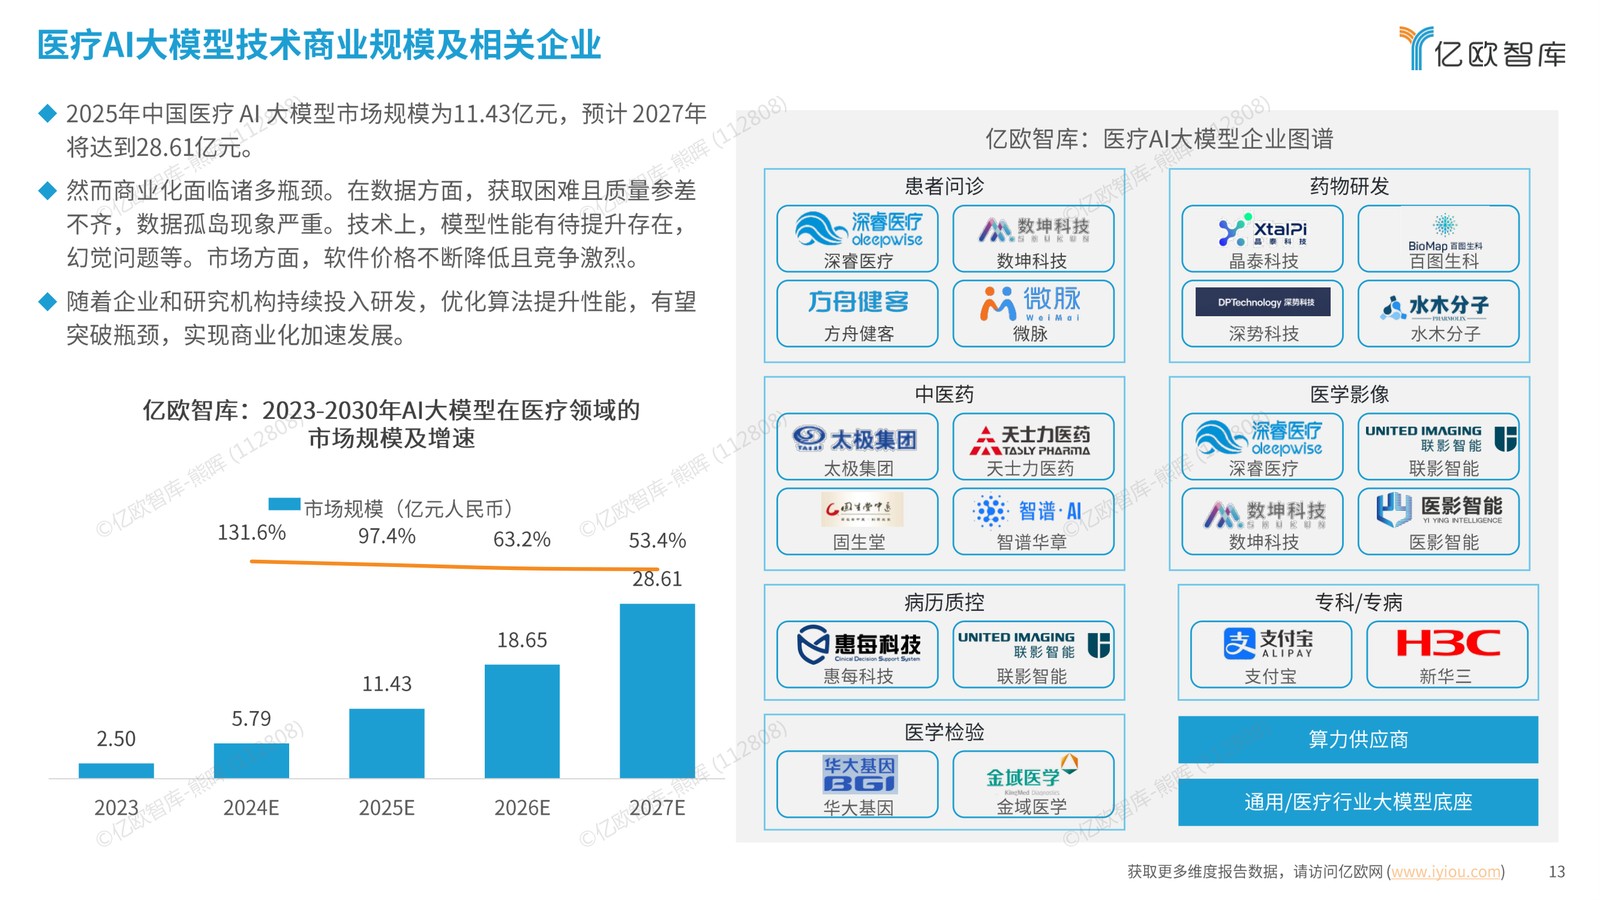 医疗AI大模型技术商业规模及相关企业
亿欧智库
2025年中国医疗 AI 大模型市场规模为11.43亿元，预计 2027年
将达到28.61亿元。
然而商业化面临诸多瓶颈。在数据方面，获取困难且质量参差
不齐，数据孤岛现象严重。技术上，模型性能有待提升存在，
幻觉问题等。市场方面，软件价格不断降低且竞争激烈。
随着企业和研究机构持续投入研发，优化算法提升性能，有望
突破瓶颈，实现商业化加速发展。
亿欧智库：2023-2030年AI大模型在医疗领域的
市场规模及增速
市场规模（亿元人民币）
131.6%
97.4%
63.2%
53.4%
2.50
5.79
11.43
18.65
28.61
2023
2024E
2025E
2026E
2027E
亿欧智库：医疗AI大模型企业图谱
患者问诊
深睿医疗
deepwise
深睿医疗
数坤科技
SHUKUN
数坤科技
方舟健客
方舟健客
微脉
WeiMai
微脉
药物研发
XtalPi
晶泰科技
晶泰科技
BioMap 百图生科
百图生科
DPTechnology 深势科技
深势科技
水木分子
PHARMOLIX
水木分子
中医药
太极集团
TAIJI
太极集团
天士力医药
TASLY PHARMA
天士力医药
固生堂中医
固生堂
智谱·AI
智谱华章
医学影像
深睿医疗
deepwise
深睿医疗
UNITED IMAGING
联影智能
联影智能
数坤科技
SHUKUN
数坤科技
医影智能
YI YING INTELLIGENCE
医影智能
病历质控
惠每科技
Clinical Decision Support System
惠每科技
UNITED IMAGING
联影智能
联影智能
专科/专病
支付宝
ALIPAY
支付宝
H3C
新华三
医学检验
华大基因
BGI
华大基因
金域医学
KingMed Diagnostics
金域医学
算力供应商
通用/医疗行业大模型底座
获取更多维度报告数据，请访问亿欧网 (www.iyiou.com)
13
©亿欧智库-熊晖 (112808)